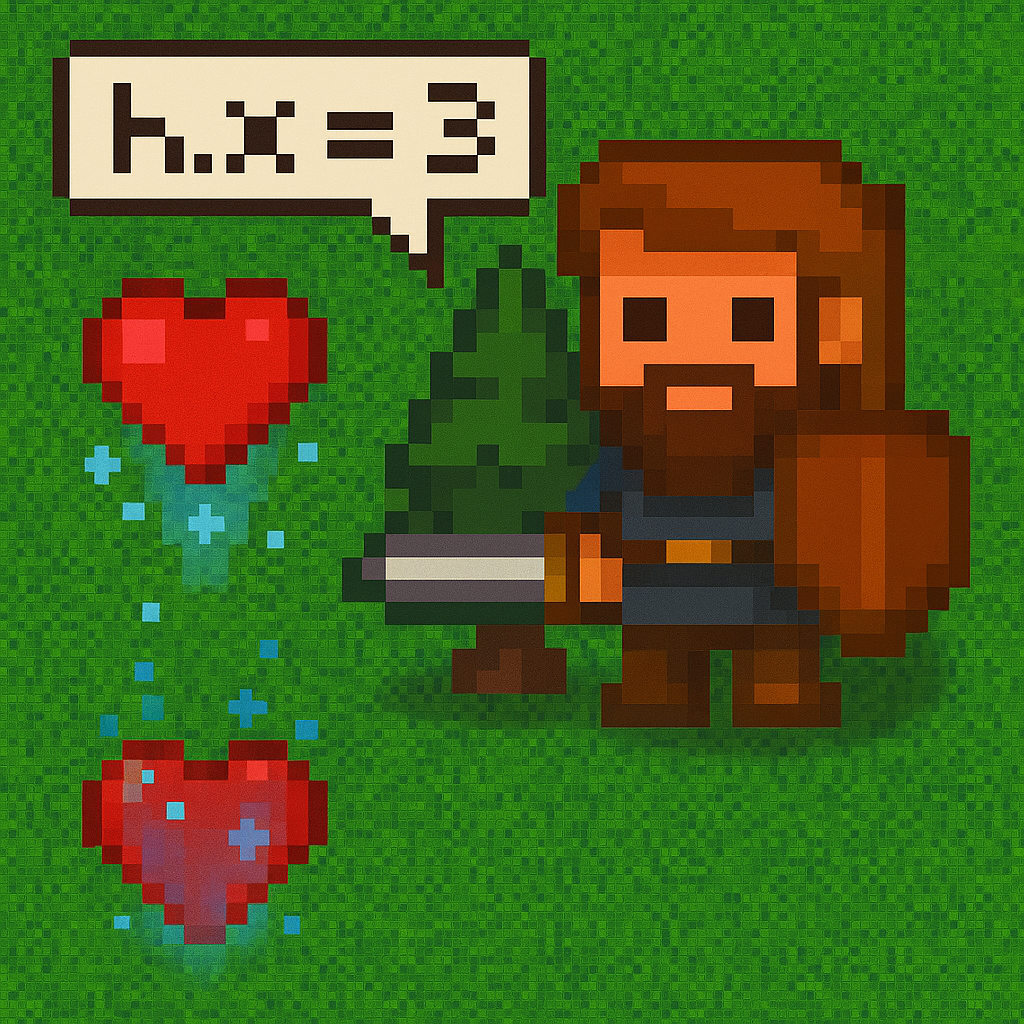 h.x = 3